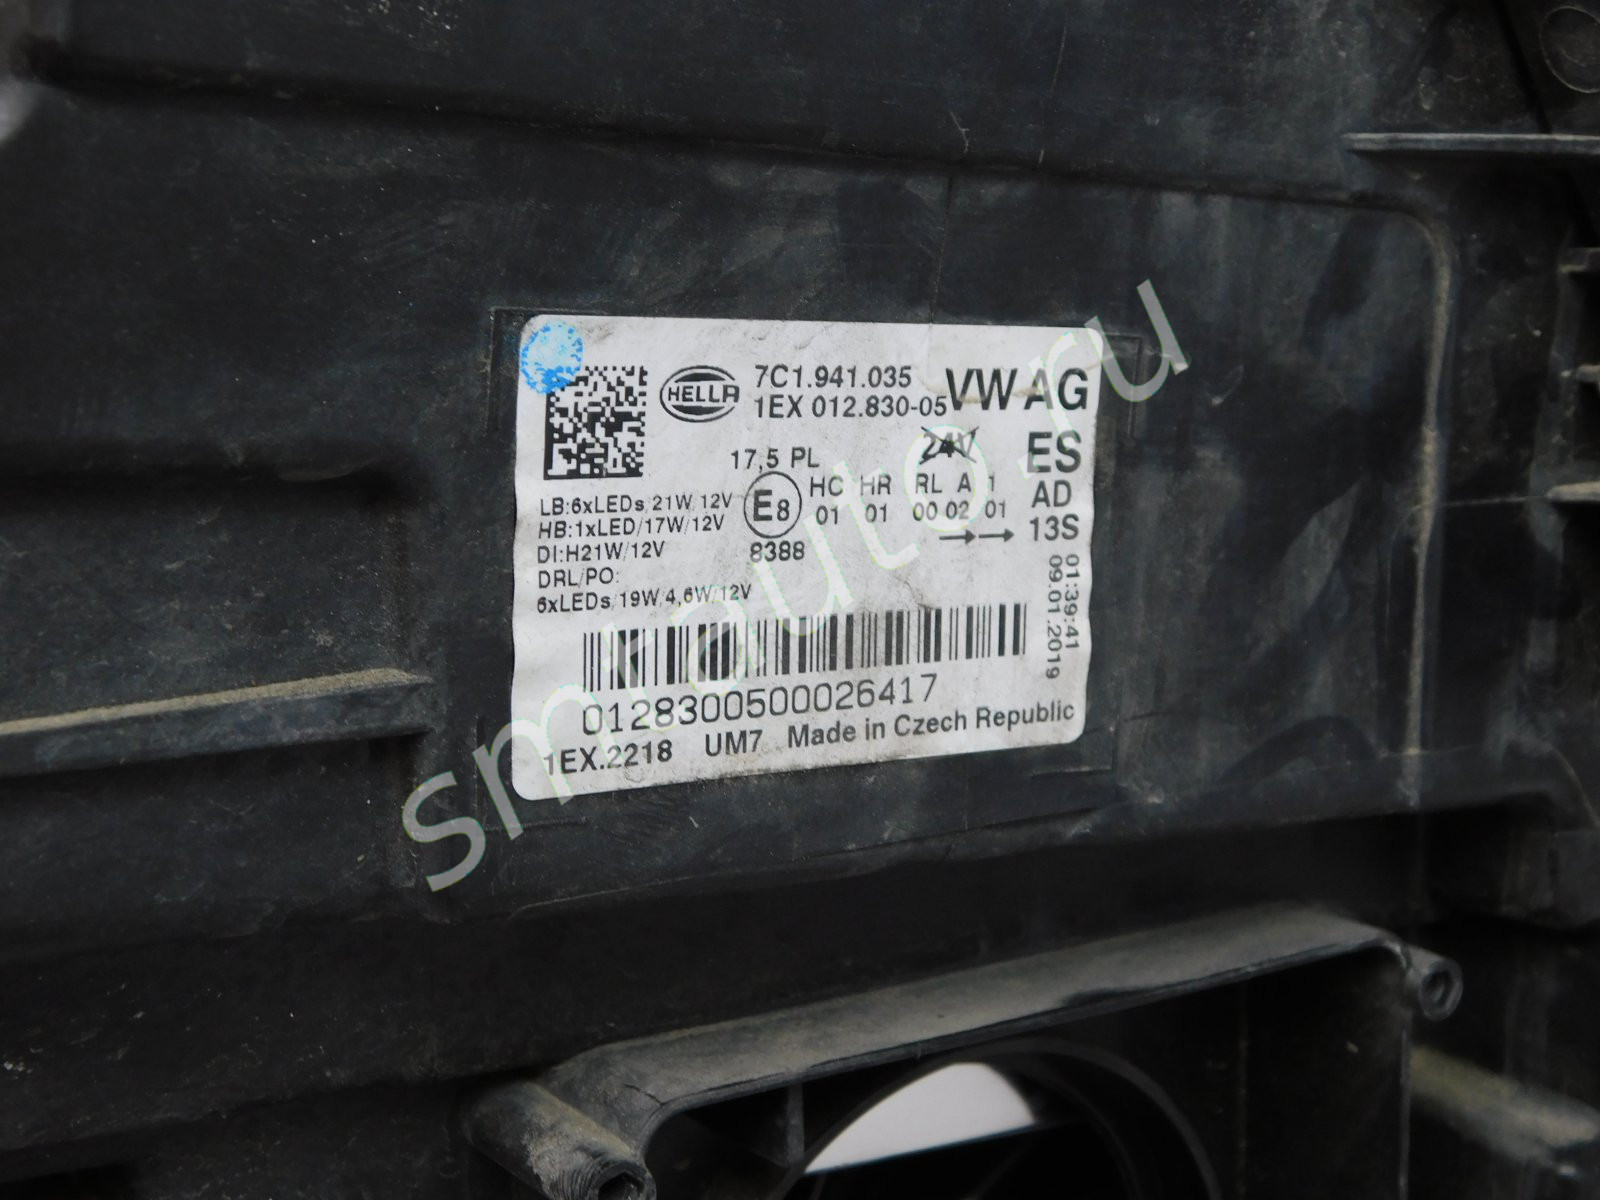 HELLA
7C1.941.035
1EX 012.830-05
VW AG
17,5 PL
24V
ES
LB:6xLEDs/21W/12V
HB:1xLED/17W/12V
DI:H21W/12V
DRL/PO:
6xLEDs/19W/4,6W/12V
E8
8388
HC HR RL A 1
01 01 00 02 01
AD
13S
01:39:41
09.01.2019
0128300500026417
1EX.2218 UM7 Made in Czech Republic
smi-auto.ru